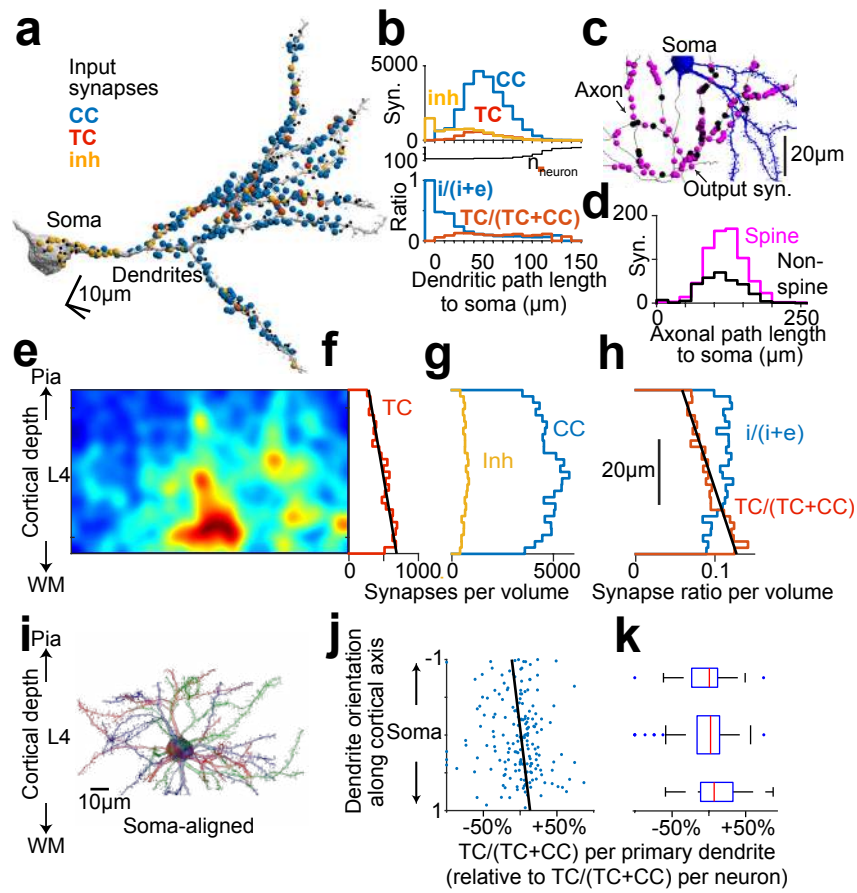 a
Input
synapses
CC
TC
inh
Soma
Dendrites
10µm
b
5000
Syn.
0
inh
CC
TC
100
n neuron
1
Ratio
0
i/(i+e)
TC/(TC+CC)
0 50 100 150
Dendritic path length
to soma (µm)
c
Soma
Axon
20µm
Output syn.
d
200
Syn.
0
Spine
Non-
spine
0 250
Axonal path length
to soma (µm)
e
Pia
Cortical depth
L4
WM
f
TC
0 1000
g
Inh
CC
0 5000
Synapses per volume
h
i/(i+e)
20µm
TC/(TC+CC)
0 0.1
Synapse ratio per volume
i
Pia
Cortical depth
L4
WM
10µm
Soma-aligned
j
Dendrite orientation
along cortical axis
-1
Soma
1
-50% +50%
k
-50% +50%
TC/(TC+CC) per primary dendrite
(relative to TC/(TC+CC) per neuron)